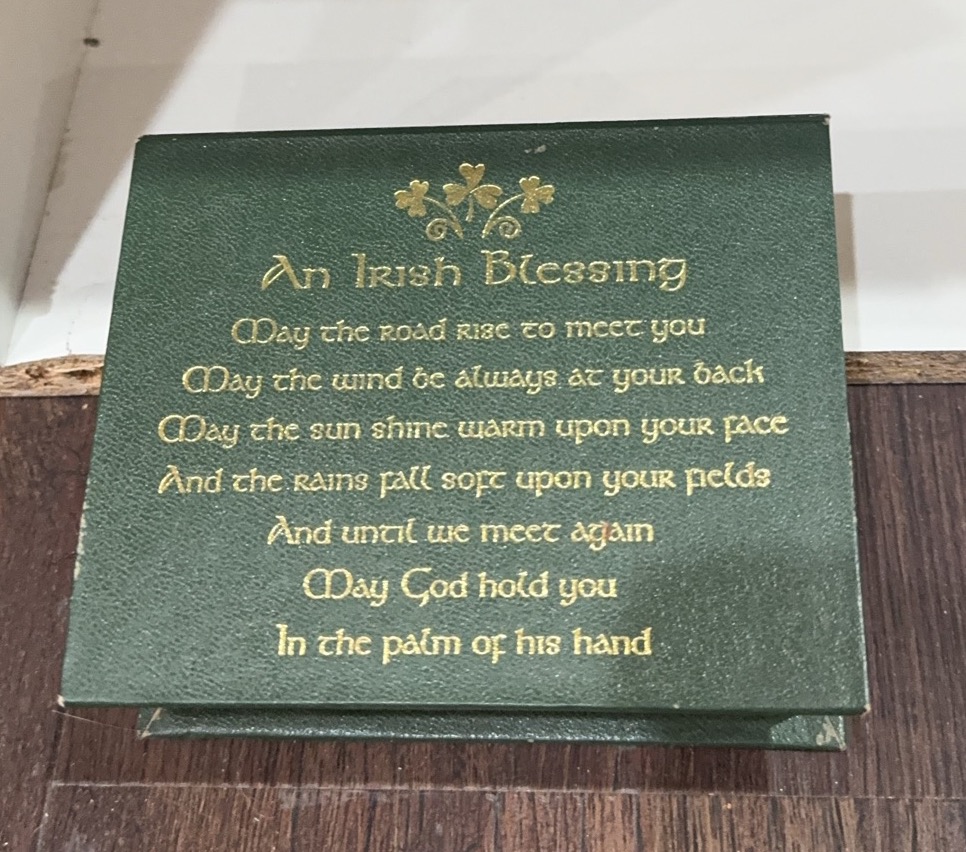 An Irish Blessing
May the road rise to meet you
May the wind be always at your back
May the sun shine warm upon your face
And the rains fall soft upon your fields
And until we meet again
May God hold you
In the palm of his hand